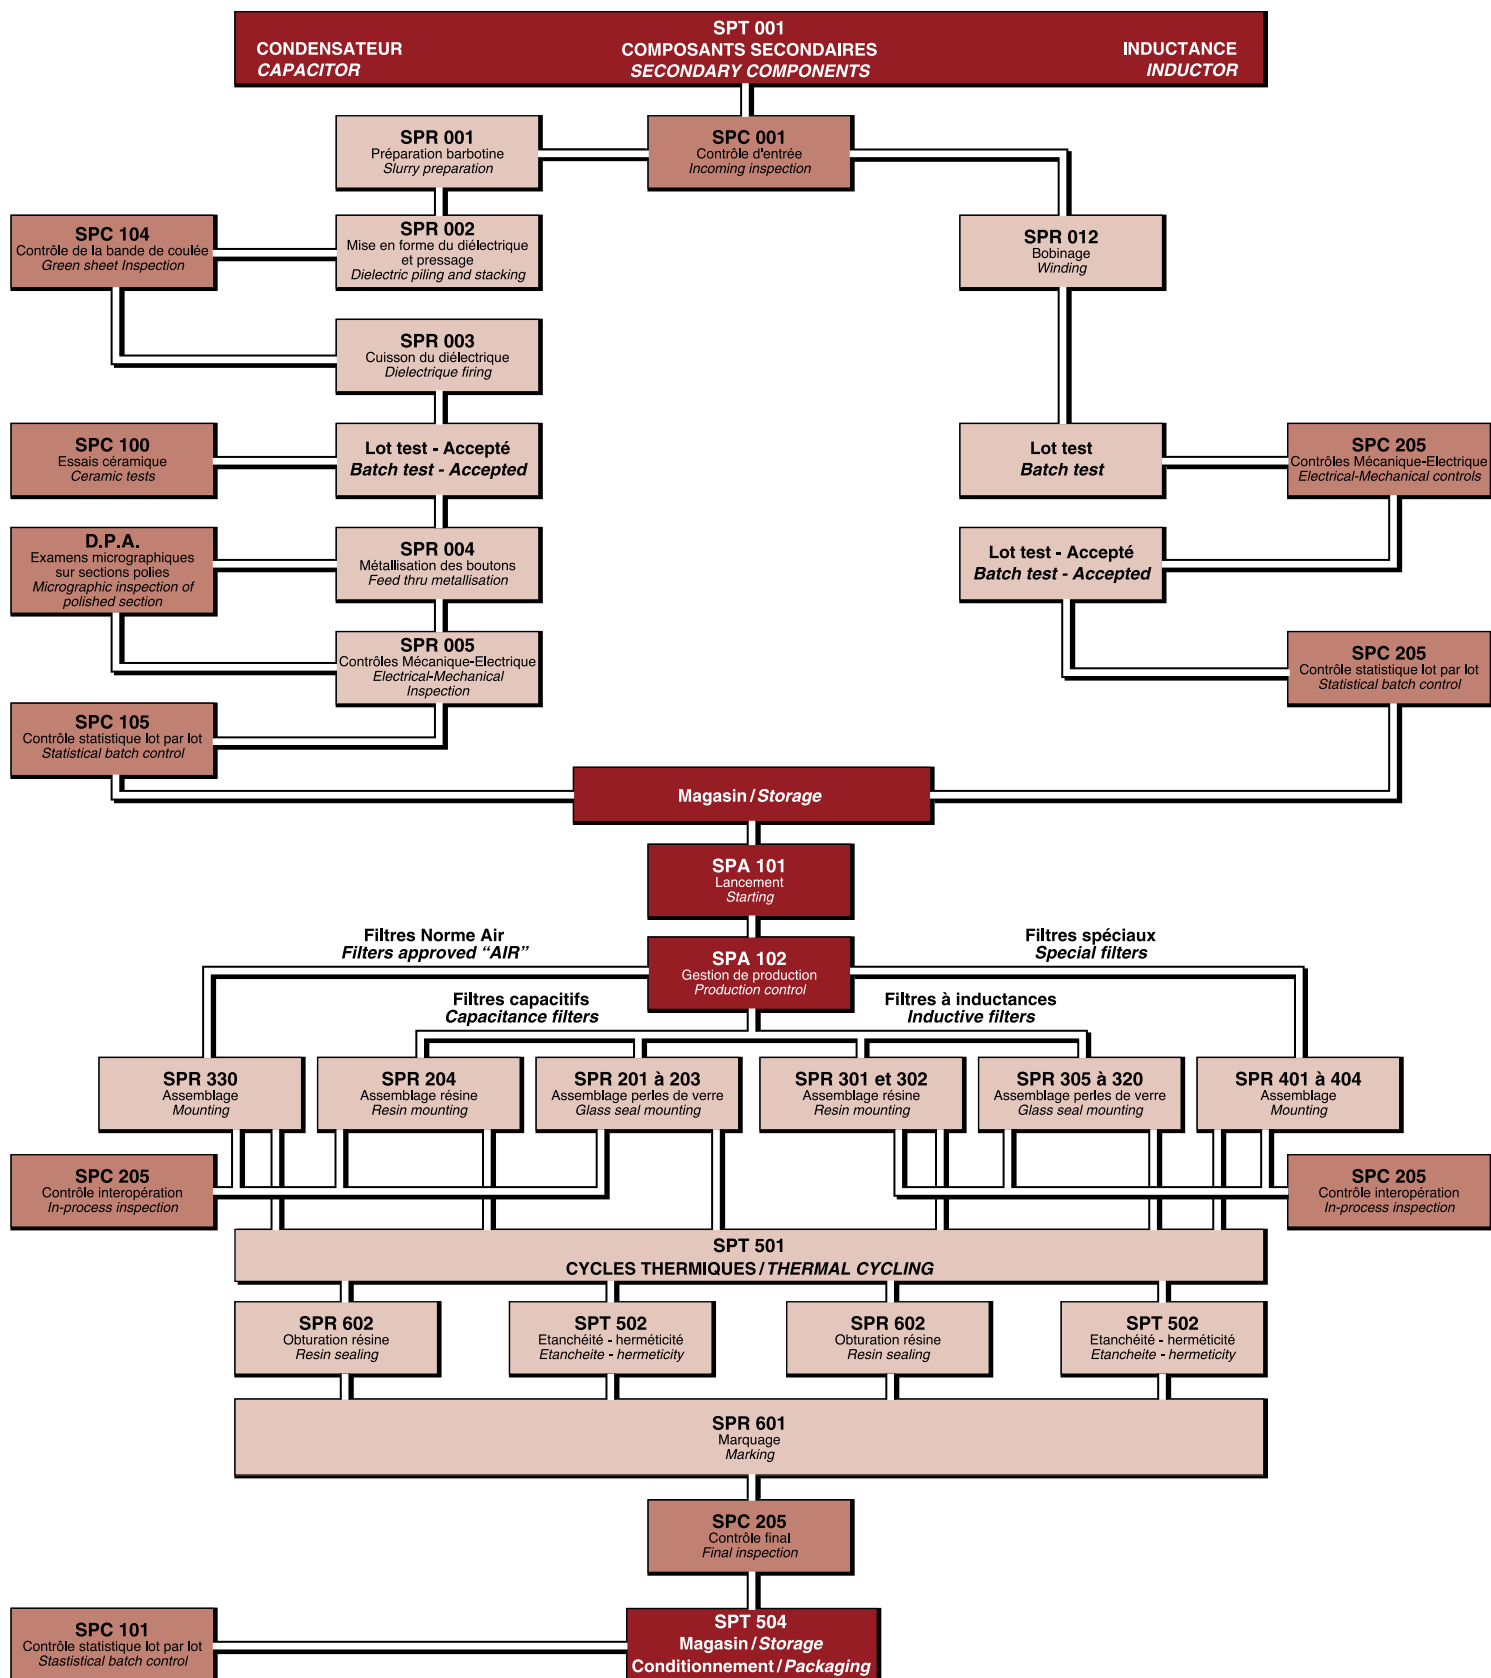 SPT 001
CONDENSATEUR
CAPACITOR
COMPOSANTS SECONDAIRES
SECONDARY COMPONENTS
INDUCTANCE
INDUCTOR
SPR 001
Préparation barbotine
Slurry preparation
SPC 001
Contrôle d'entrée
Incoming inspection
SPC 104
Contrôle de la bande de coulée
Green sheet Inspection
SPR 002
Mise en forme du diélectrique
et pressage
Dielectric piling and stacking
SPR 012
Bobinage
Winding
SPR 003
Cuisson du diélectrique
Dielectrique firing
SPC 100
Essais céramique
Ceramic tests
Lot test - Accepté
Batch test - Accepted
Lot test
Batch test
SPC 205
Contrôles Mécanique-Electrique
Electrical-Mechanical controls
D.P.A.
Examens micrographiques
sur sections polies
Micrographic inspection of
polished section
SPR 004
Métallisation des boutons
Feed thru metallisation
Lot test - Accepté
Batch test - Accepted
SPR 005
Contrôles Mécanique-Electrique
Electrical-Mechanical
Inspection
SPC 205
Contrôle statistique lot par lot
Statistical batch control
SPC 105
Contrôle statistique lot par lot
Statistical batch control
Magasin / Storage
SPA 101
Lancement
Starting
Filtres Norme Air
Filters approved “AIR”
SPA 102
Gestion de production
Production control
Filtres spéciaux
Special filters
Filtres capacitifs
Capacitance filters
Filtres à inductances
Inductive filters
SPR 330
Assemblage
Mounting
SPR 204
Assemblage résine
Resin mounting
SPR 201 à 203
Assemblage perles de verre
Glass seal mounting
SPR 301 et 302
Assemblage résine
Resin mounting
SPR 305 à 320
Assemblage perles de verre
Glass seal mounting
SPR 401 à 404
Assemblage
Mounting
SPC 205
Contrôle interopération
In-process inspection
SPC 205
Contrôle interopération
In-process inspection
SPT 501
CYCLES THERMIQUES / THERMAL CYCLING
SPR 602
Obturation résine
Resin sealing
SPT 502
Etanchéité - herméticité
Etancheite - hermeticity
SPR 602
Obturation résine
Resin sealing
SPT 502
Etanchéité - herméticité
Etancheite - hermeticity
SPR 601
Marquage
Marking
SPC 205
Contrôle final
Final inspection
SPC 101
Contrôle statistique lot par lot
Stastistical batch control
SPT 504
Magasin / Storage
Conditionnement / Packaging